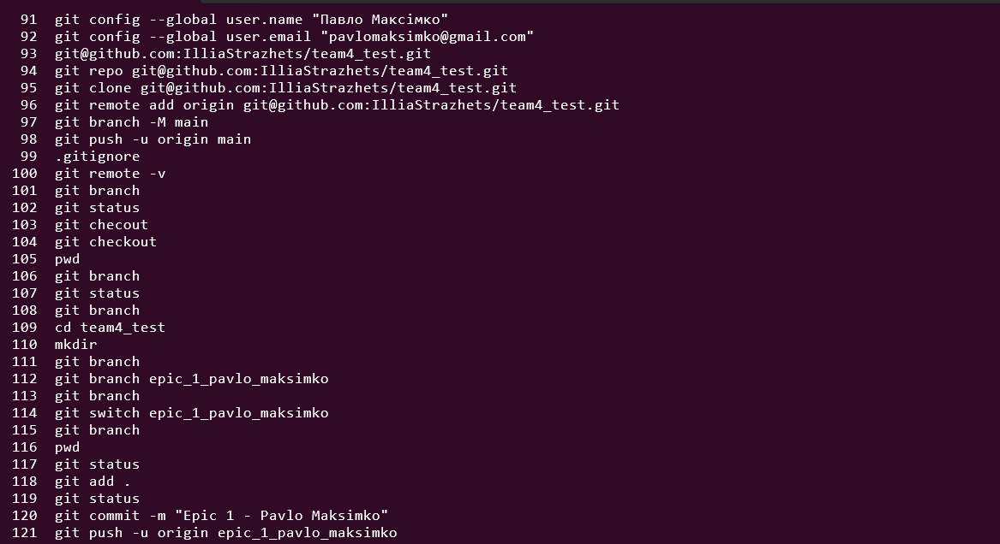 91 git config --global user.name "Павло Максімко"
92 git config --global user.email "pavlomaksimko@gmail.com"
93 git@github.com:IlliaStrazhets/team4_test.git
94 git repo git@github.com:IlliaStrazhets/team4_test.git
95 git clone git@github.com:IlliaStrazhets/team4_test.git
96 git remote add origin git@github.com:IlliaStrazhets/team4_test.git
97 git branch -M main
98 git push -u origin main
99 .gitignore
100 git remote -v
101 git branch
102 git status
103 git checout
104 git checkout
105 pwd
106 git branch
107 git status
108 git branch
109 cd team4_test
110 mkdir
111 git branch
112 git branch epic_1_pavlo_maksimko
113 git branch
114 git switch epic_1_pavlo_maksimko
115 git branch
116 pwd
117 git status
118 git add .
119 git status
120 git commit -m "Epic 1 - Pavlo Maksimko"
121 git push -u origin epic_1_pavlo_maksimko